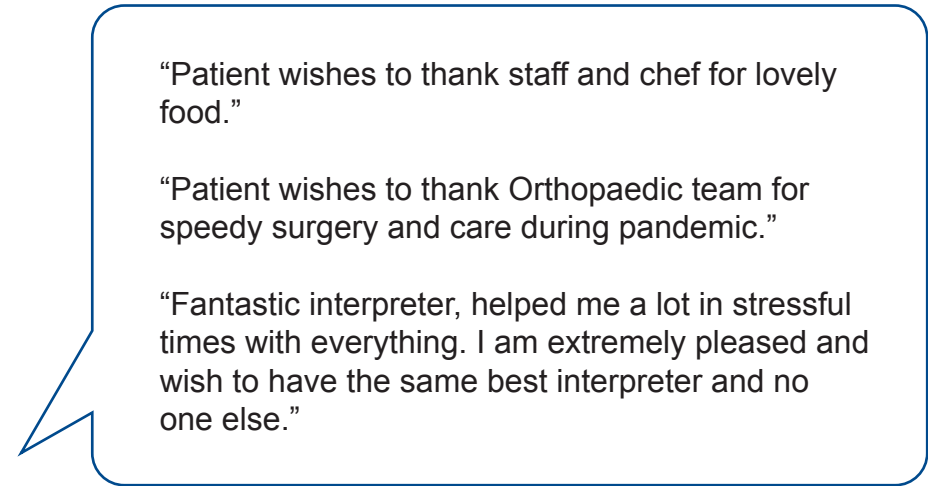 “Patient wishes to thank staff and chef for lovely
food.”
“Patient wishes to thank Orthopaedic team for
speedy surgery and care during pandemic.”
“Fantastic interpreter, helped me a lot in stressful
times with everything. I am extremely pleased and
wish to have the same best interpreter and no
one else.”